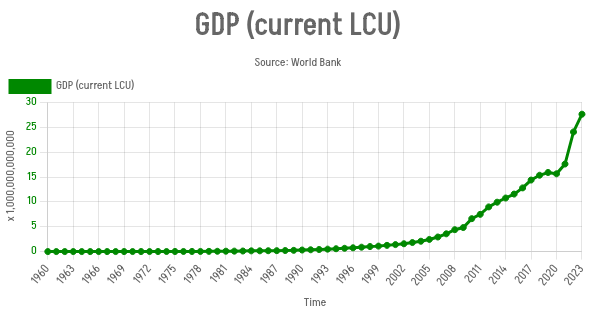 GDP (current LCU)
Source: World Bank
GDP (current LCU)
x 1,000,000,000,000
30
25
20
15
10
5
0
1960 1963 1966 1969 1972 1975 1978 1981 1984 1987 1990 1993 1996 1999 2002 2005 2008 2011 2014 2017 2020 2023
Time